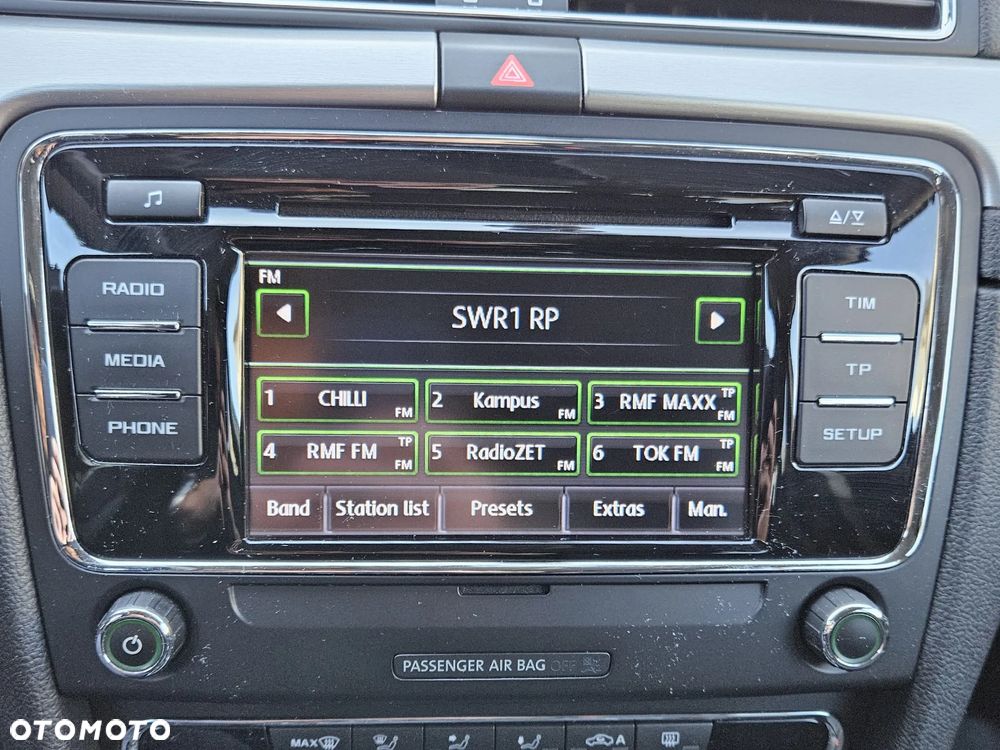 RADIO
MEDIA
PHONE
TIM
TP
SETUP
FM
SWR1 RP
1 CHILLI FM
2 Kampus FM
3 RMF MAXX TP FM
4 RMF FM TP FM
5 RadioZET FM
6 TOK FM TP FM
Band Station list Presets Extras Man.
PASSENGER AIR BAG OFF
OTOMOTO
MAX A